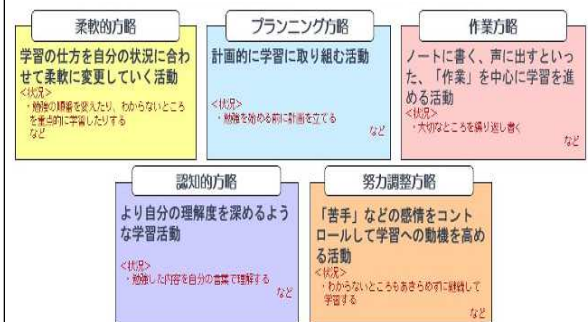 柔軟的方略
学習の仕方を自分の状況に合わ
せて柔軟に変更していく活動
<状況>
・勉強の順番を変えたり、わからないところ
を重点的に学習したりする
など
プランニング方略
計画的に学習に取り組む活動
<状況>
・勉強を始める前に計画を立てる
など
作業方略
ノートに書く、声に出すといっ
た、「作業」を中心に学習を進
める活動
<状況>
・大切なところを繰り返し書く
など
認知的方略
より自分の理解度を深めるよう
な学習活動
<状況>
・勉強した内容を自分の言葉で理解する
など
努力調整方略
「苦手」などの感情をコント
ロールして学習への動機を高め
る活動
<状況>
・わからないところもあきらめずに継続して
学習する
など